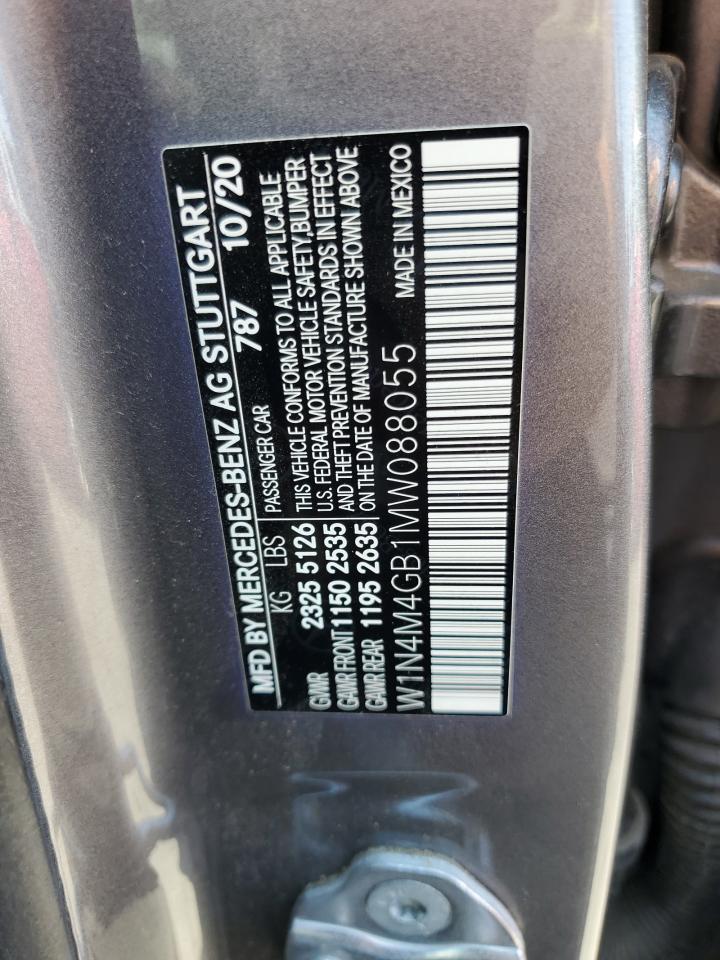 MFD BY MERCEDES-BENZ AG STUTTGART
KG LBS 787 10/20
GWR 2325 5126 PASSENGER CAR
GAWR FRONT 1150 2535 THIS VEHICLE CONFORMS TO ALL APPLICABLE
GAWR REAR 1195 2635 U.S. FEDERAL MOTOR VEHICLE SAFETY,BUMPER
AND THEFT PREVENTION STANDARDS IN EFFECT
ON THE DATE OF MANUFACTURE SHOWN ABOVE
W1N4M4GB1MW088055 MADE IN MEXICO